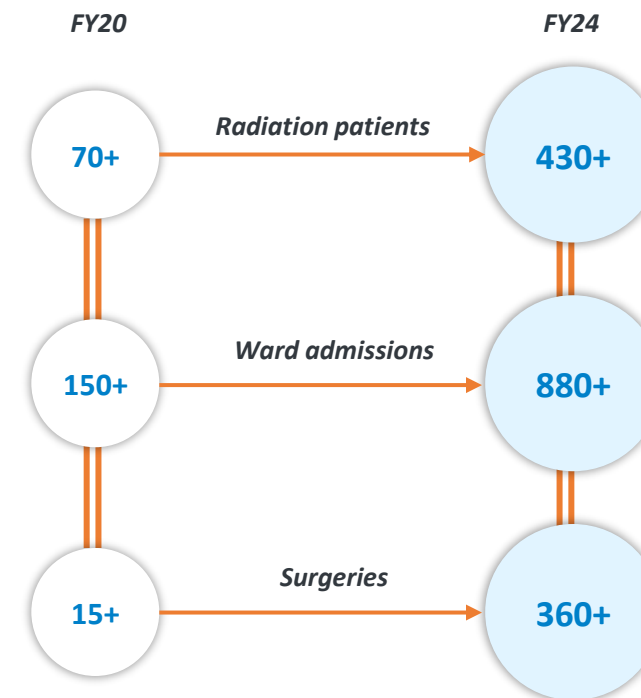 FY20 FY24
Radiation patients
70+ 430+
Ward admissions
150+ 880+
Surgeries
15+ 360+